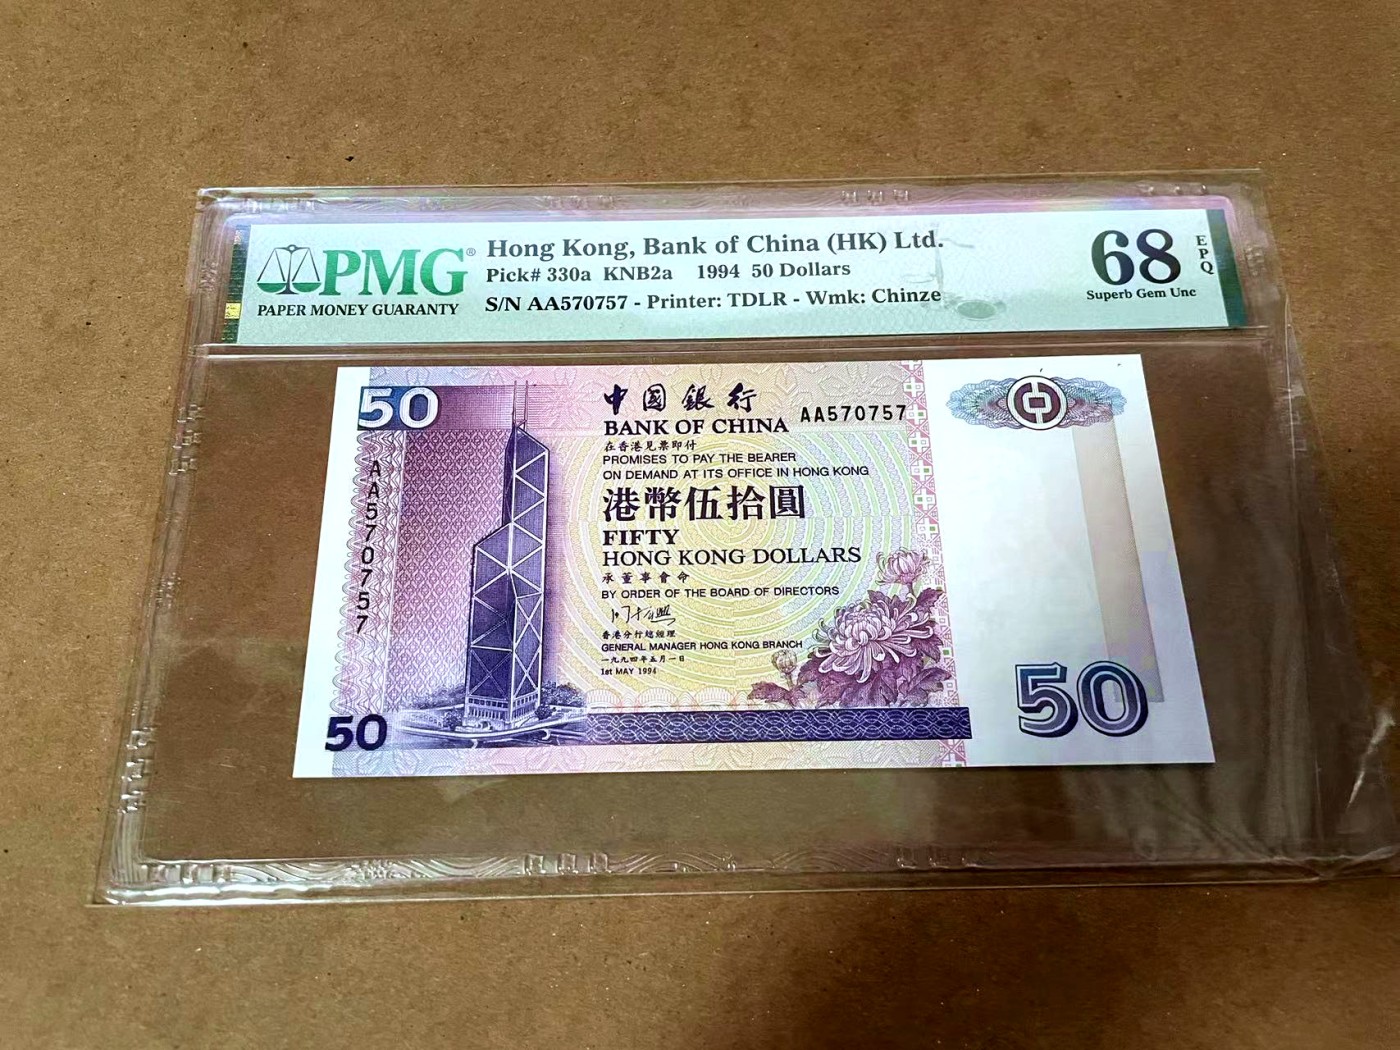 PMG®
PAPER MONEY GUARANTY
Hong Kong, Bank of China (HK) Ltd.
Pick# 330a KNB2a 1994 50 Dollars
S/N AA570757 - Printer: TDLR - Wmk: Chinze
68
EPQ
Superb Gem Unc
50
AA570757
50
中國銀行
BANK OF CHINA
AA570757
在香港見票即付
PROMISES TO PAY THE BEARER
ON DEMAND AT ITS OFFICE IN HONG KONG
港幣伍拾圓
FIFTY
HONG KONG DOLLARS
承董事會命
BY ORDER OF THE BOARD OF DIRECTORS
香港分行總經理
GENERAL MANAGER HONG KONG BRANCH
一九九四年五月一日
1st MAY 1994
50